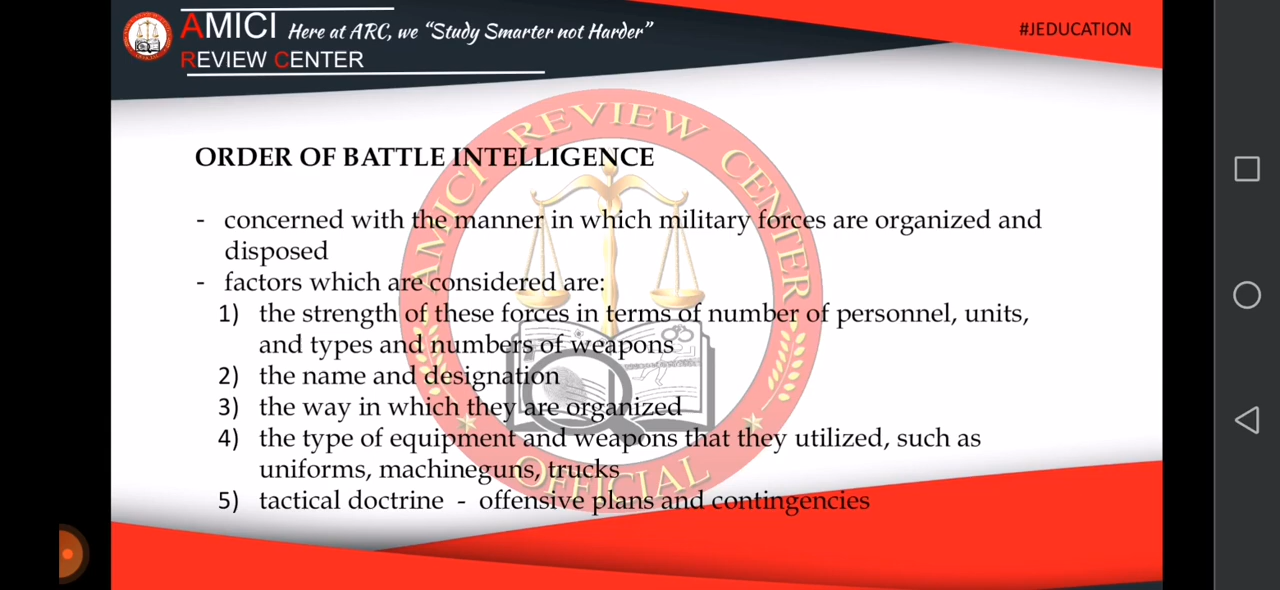 AMICI Here at ARC, we “Study Smarter not Harder”
REVIEW CENTER
#JEDUCATION
ORDER OF BATTLE INTELLIGENCE
- concerned with the manner in which military forces are organized and
disposed
- factors which are considered are:
1) the strength of these forces in terms of number of personnel, units,
and types and numbers of weapons
2) the name and designation
3) the way in which they are organized
4) the type of equipment and weapons that they utilized, such as
uniforms, machineguns, trucks
5) tactical doctrine - offensive plans and contingencies
AMICI REVIEW CENTER
OFFICIAL